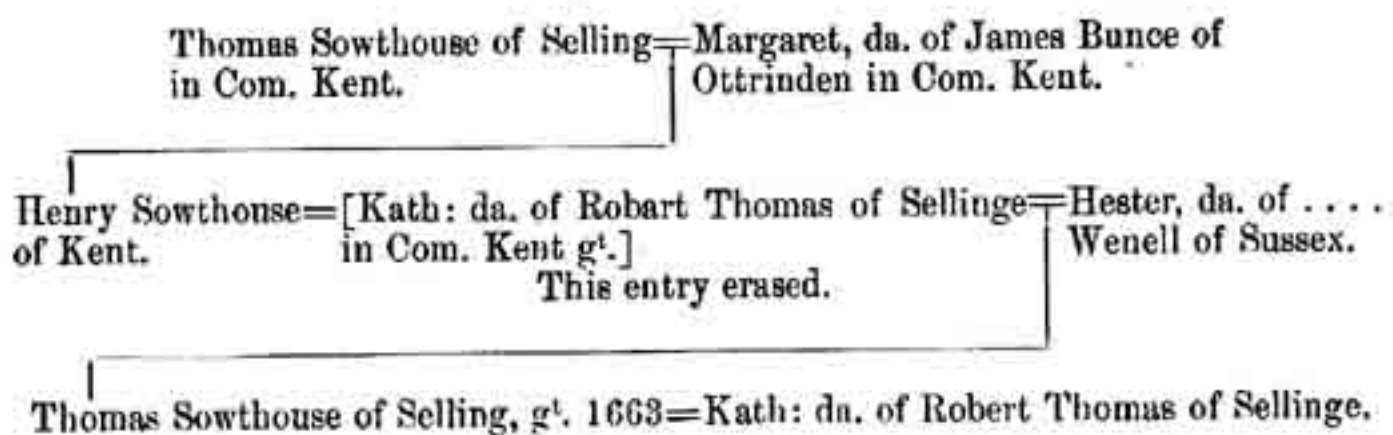 Thomas Sowthouse of Selling=Margaret, da. of James Bunce of
in Com. Kent. Ottrinden in Com. Kent.
Henry Sowthouse=[Kath: da. of Robart Thomas of Sellinge=Hester, da. of . . . .
of Kent. in Com. Kent gᵗ.] Wenell of Sussex.
This entry erased.
Thomas Sowthouse of Selling, gᵗ. 1663=Kath: da. of Robert Thomas of Sellinge.